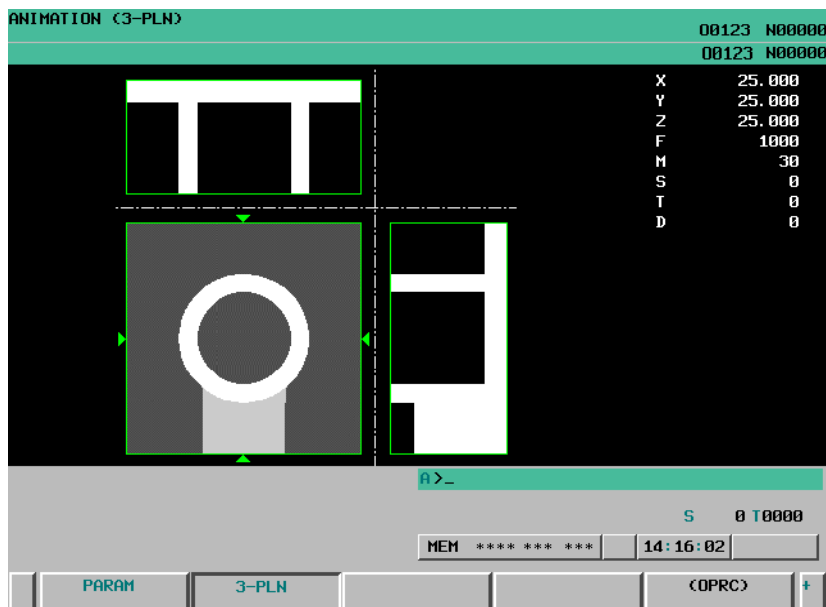 ANIMATION (3-PLN)
O0123 N00000
O0123 N00000
X 25.000
Y 25.000
Z 25.000
F 1000
M 30
S 0
T 0
D 0
A >_
S 0 T0000
MEM **** *** *** 14:16:02
PARAM 3-PLN (OPRC) +